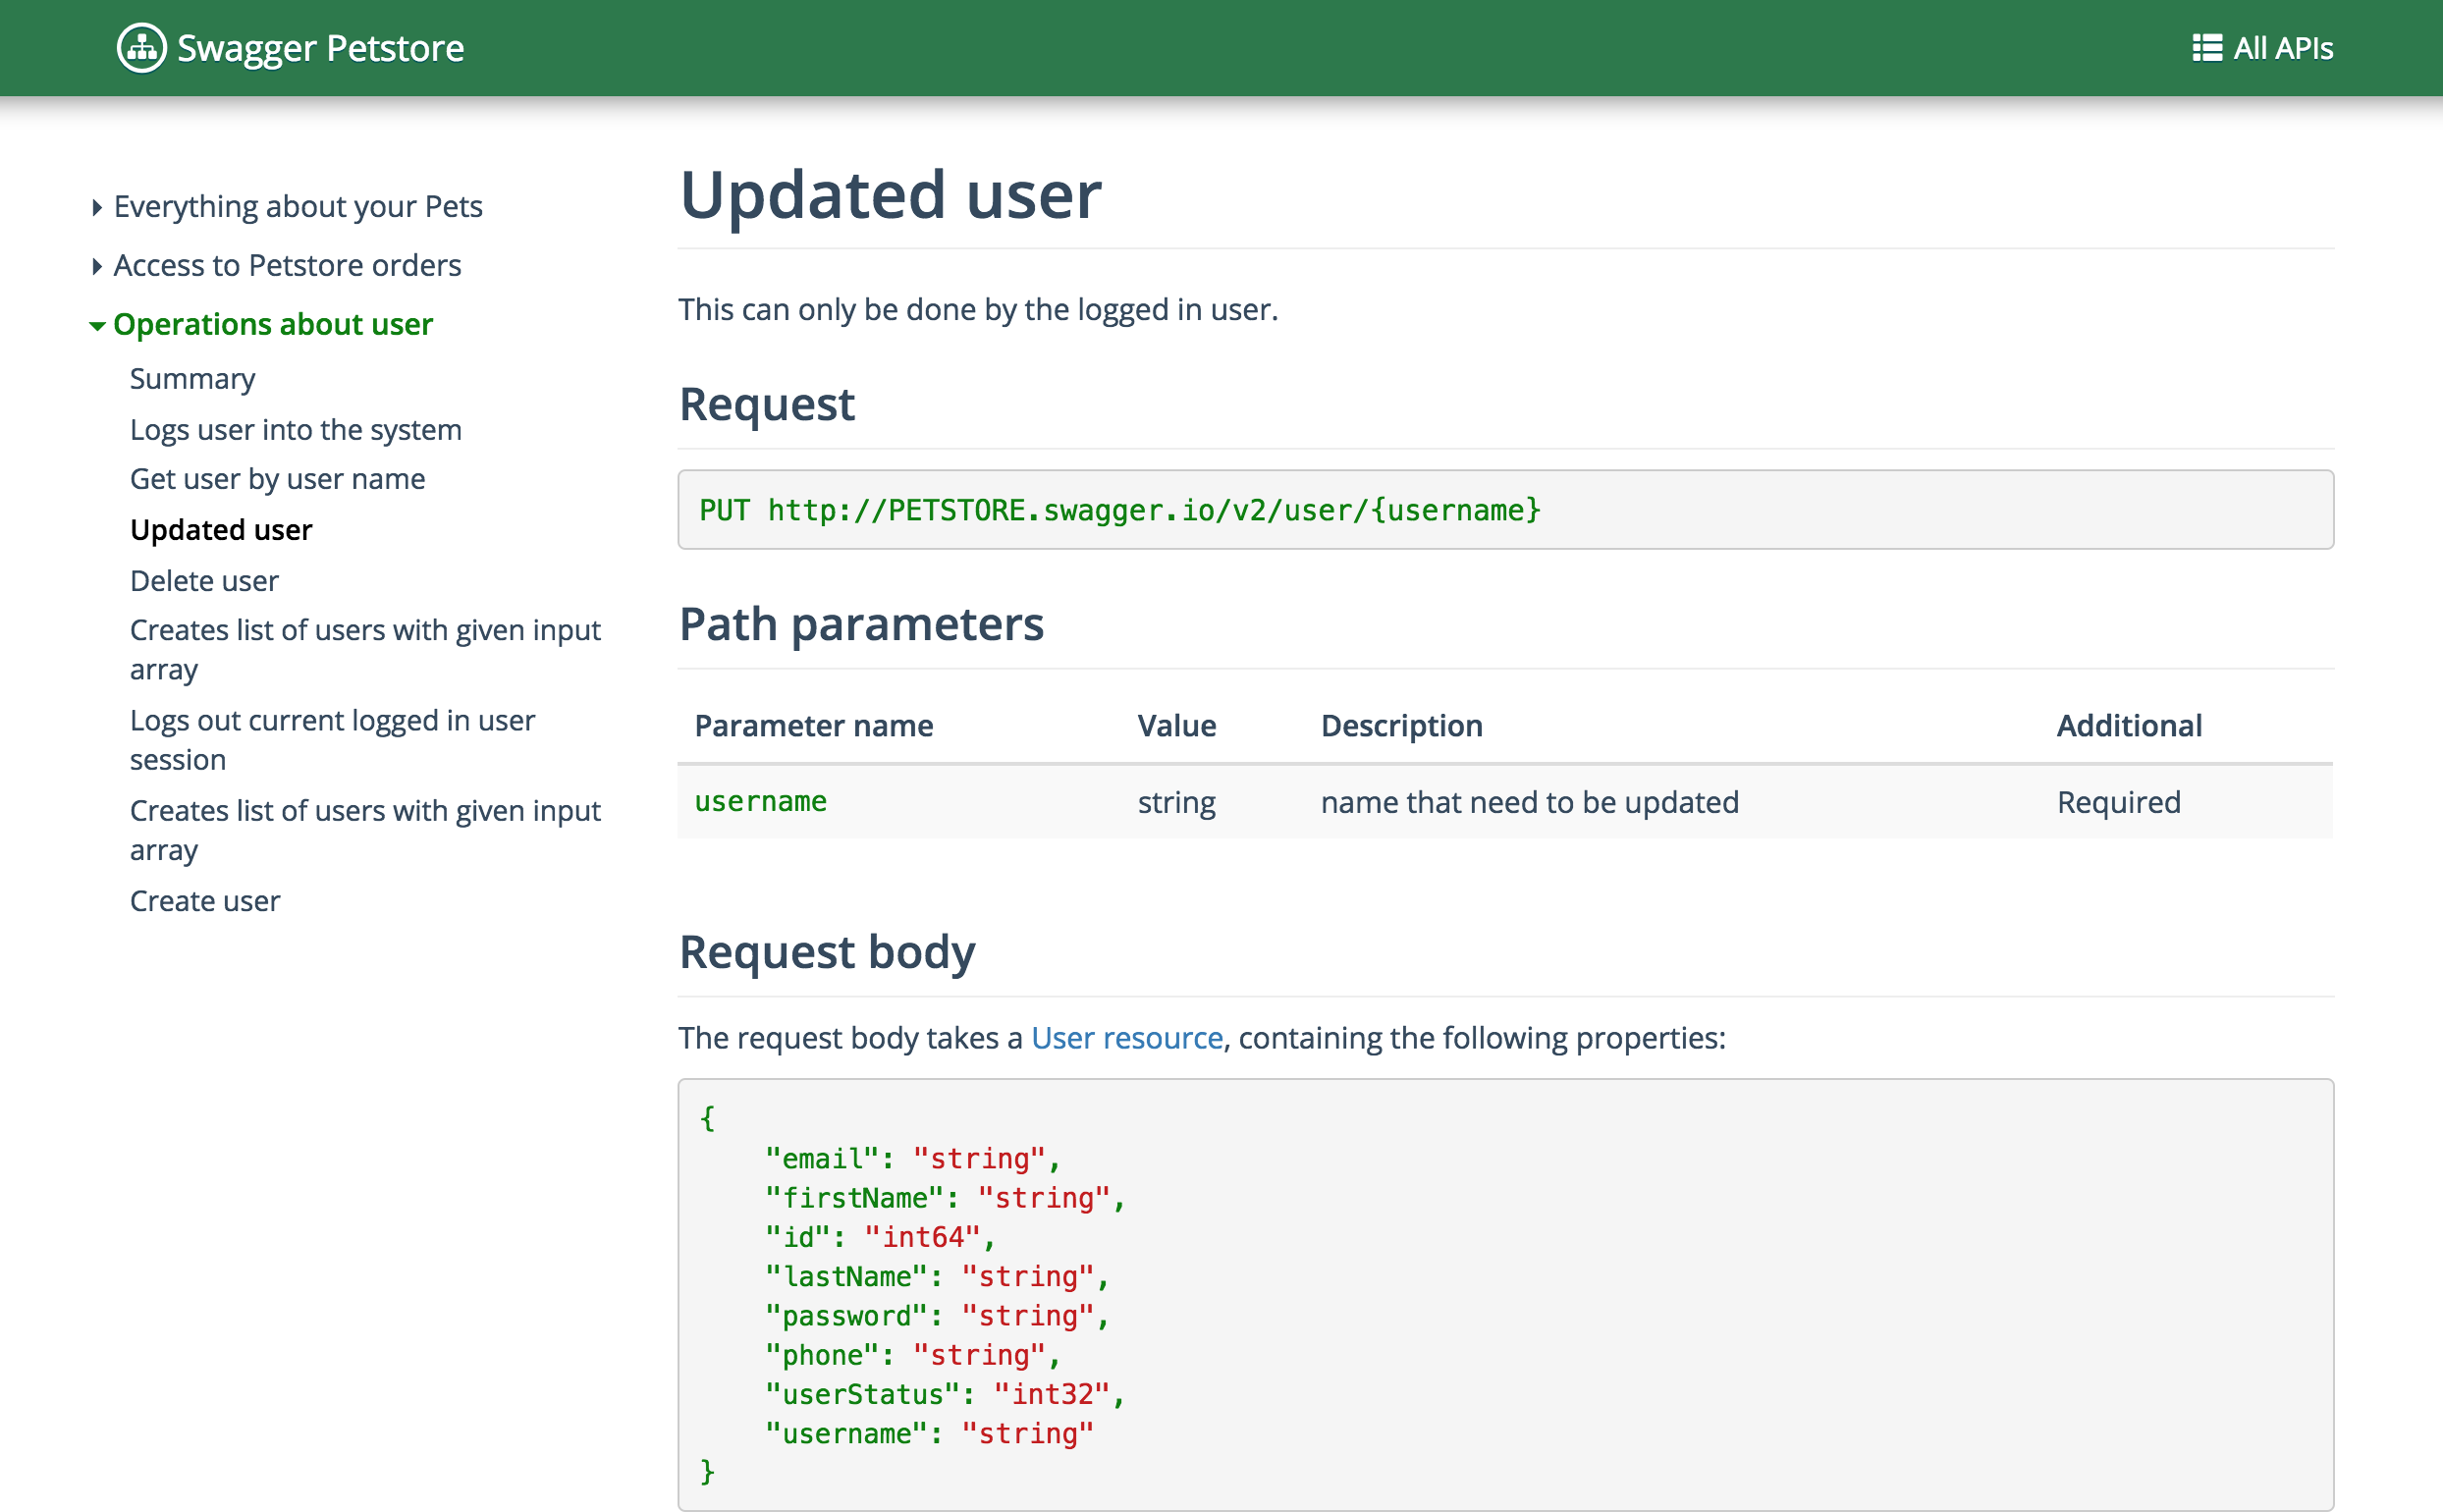 Swagger Petstore
All APIs
Everything about your Pets
Access to Petstore orders
Operations about user
Summary
Logs user into the system
Get user by user name
Updated user
Delete user
Creates list of users with given input
array
Logs out current logged in user
session
Creates list of users with given input
array
Create user
Updated user
This can only be done by the logged in user.
Request
PUT http://PETSTORE.swagger.io/v2/user/{username}
Path parameters
Parameter name Value Description Additional
username string name that need to be updated Required
Request body
The request body takes a User resource, containing the following properties:
{
    "email": "string",
    "firstName": "string",
    "id": "int64",
    "lastName": "string",
    "password": "string",
    "phone": "string",
    "userStatus": "int32",
    "username": "string"
}